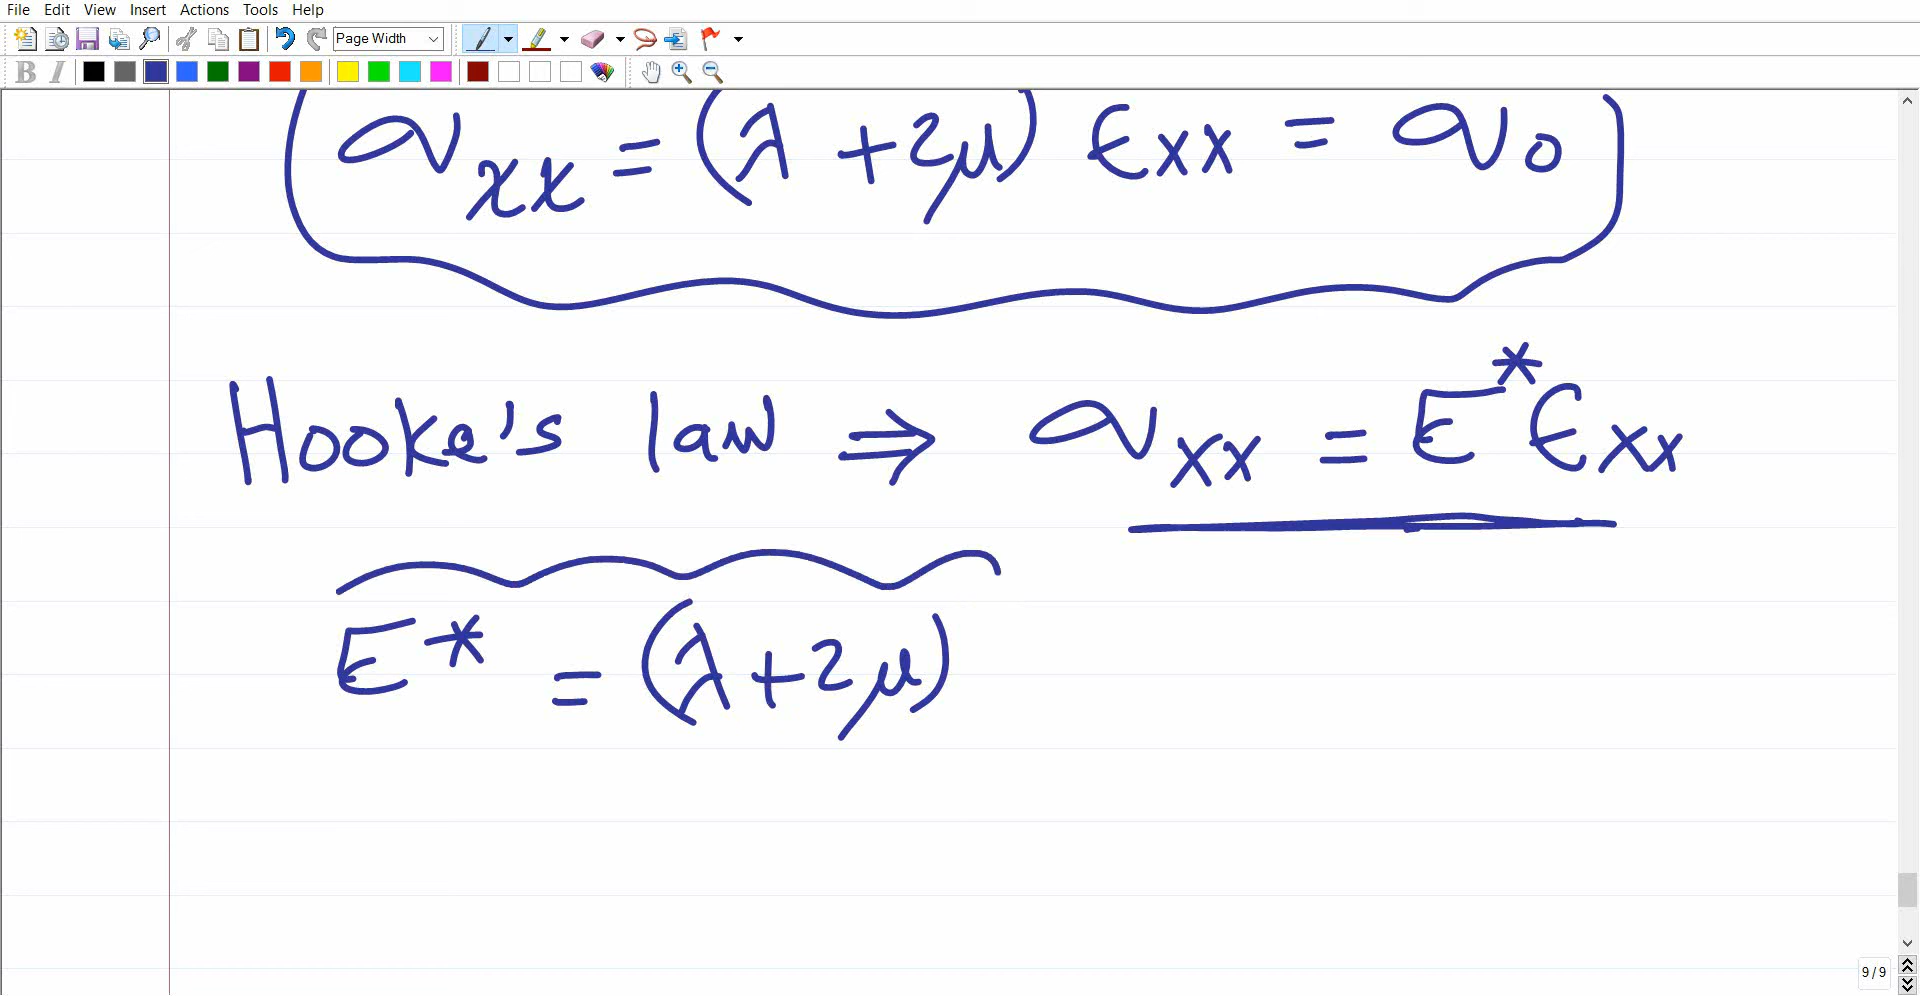 File Edit View Insert Actions Tools Help
Page Width
B I
σxx = (λ + 2μ) ϵxx = σ0
Hooke's law ⇒ σxx = E*ϵxx
E* = (λ + 2μ)
9 / 9